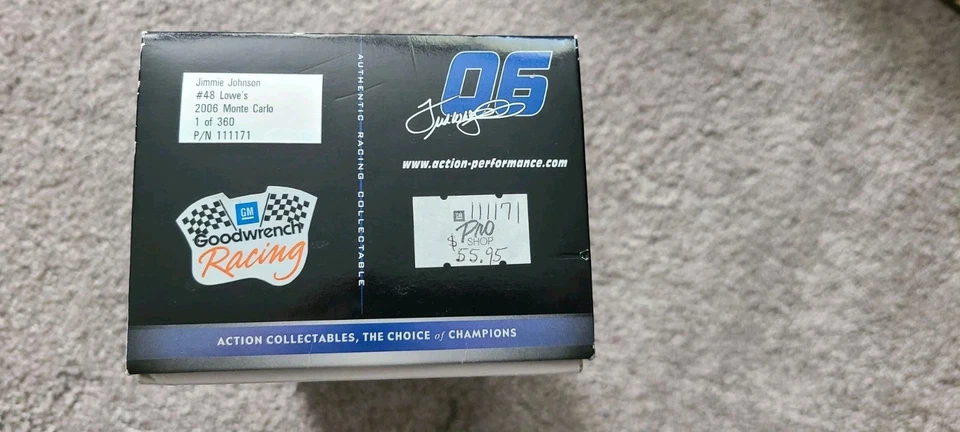 Jimmie Johnson
#48 Lowe's
2006 Monte Carlo
1 of 360
P/N 111171
AUTHENTIC RACING COLLECTABLE
06
www.action-performance.com
GM
Goodwrench
Racing
GM 111171
Pro
SHOP
$55.95
ACTION COLLECTABLES, THE CHOICE of CHAMPIONS